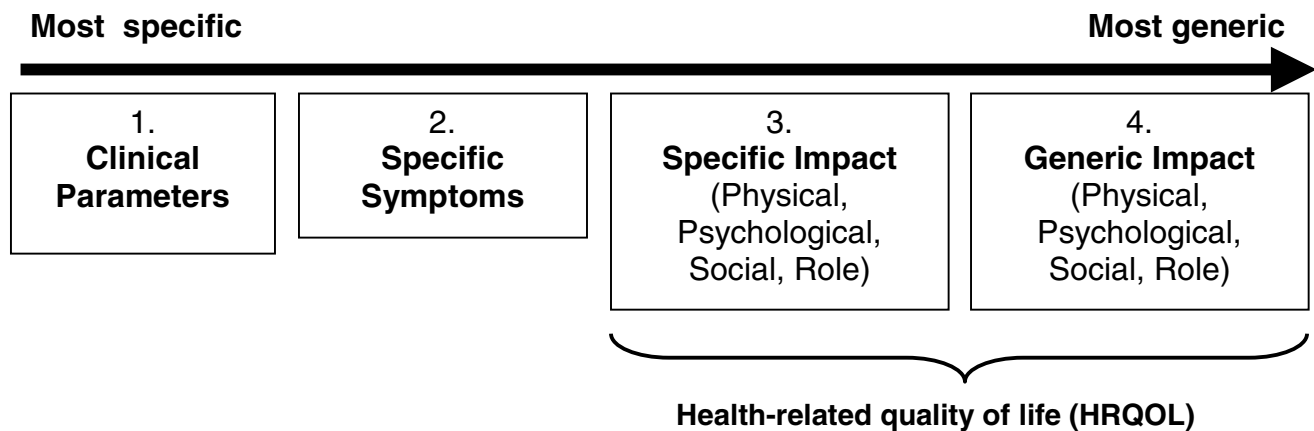 Most specific
Most generic
1.
Clinical
Parameters
2.
Specific
Symptoms
3.
Specific Impact
(Physical,
Psychological,
Social, Role)
4.
Generic Impact
(Physical,
Psychological,
Social, Role)
Health-related quality of life (HRQOL)